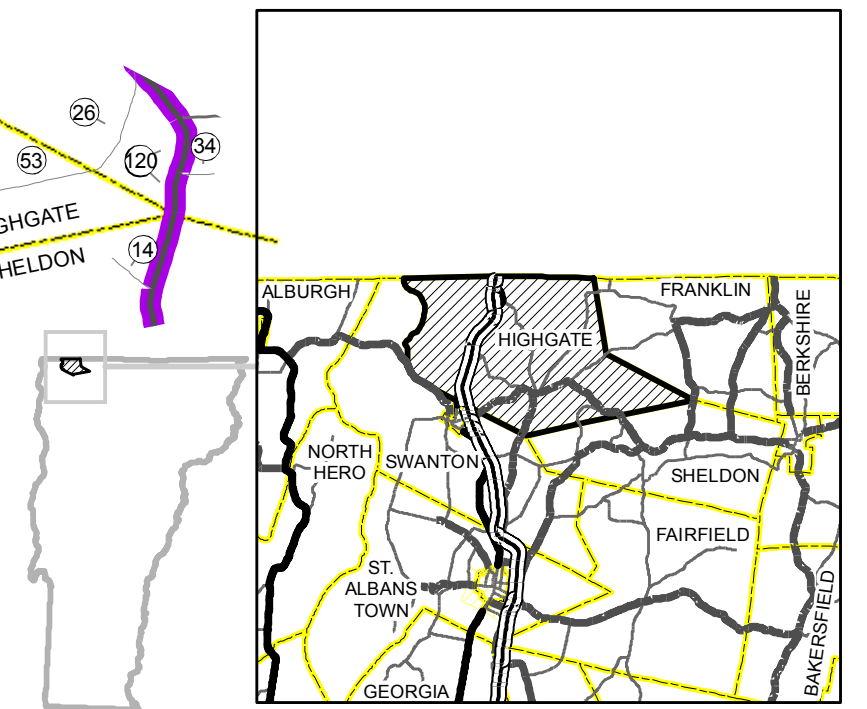 26
34
53
120
GHGATE
HELDON
14
ALBURGH
FRANKLIN
BERKSHIRE
HIGHGATE
NORTH
HERO
SWANTON
SHELDON
FAIRFIELD
ST.
ALBANS
TOWN
BAKERSFIELD
GEORGIA